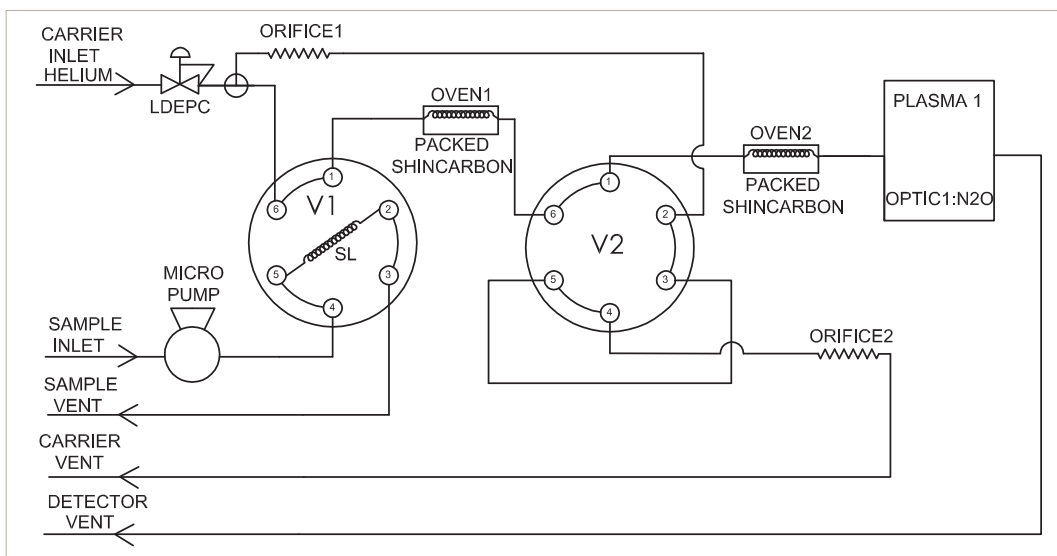 CARRIER
INLET
HELIUM
LDEPC
ORIFICE1
OVEN1
PACKED
SHINCARBON
OVEN2
PACKED
SHINCARBON
PLASMA 1
OPTIC1:N2O
1
6
V1
2
SL
5
3
4
1
6
2
V2
5
3
4
MICRO
PUMP
SAMPLE
INLET
ORIFICE2
SAMPLE
VENT
CARRIER
VENT
DETECTOR
VENT